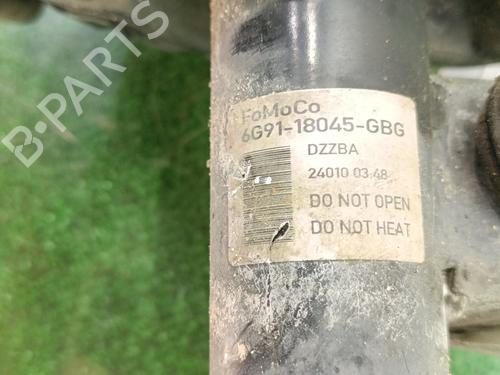 FoMoCo
6G91-18045-GBG
DZZBA
24010 03:48
DO NOT OPEN
DO NOT HEAT
B-PARTS